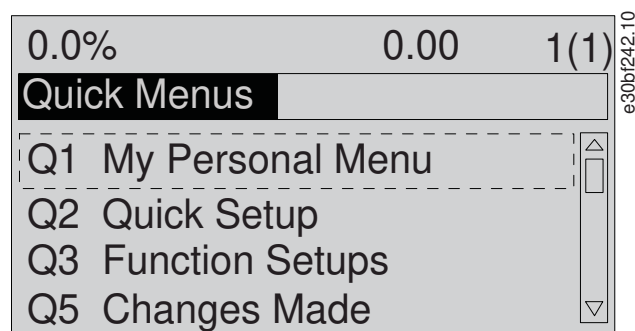 0.0% 0.00 1(1)
Quick Menus
Q1 My Personal Menu
Q2 Quick Setup
Q3 Function Setups
Q5 Changes Made
e30bf242.10